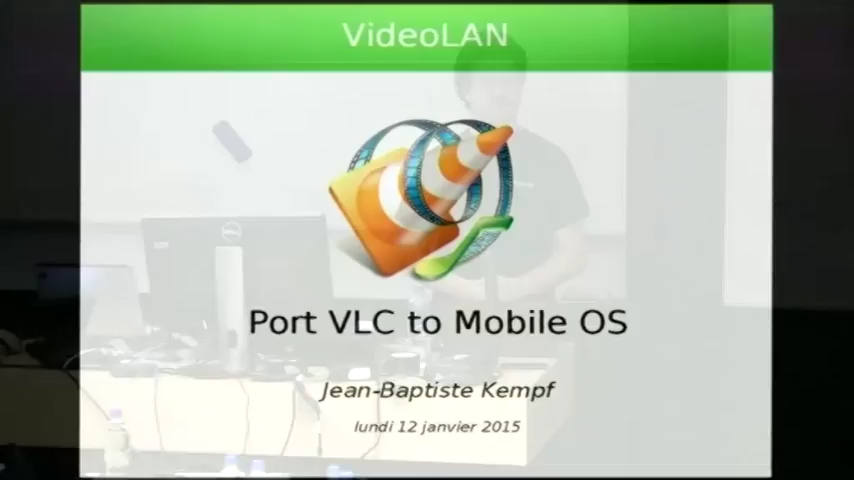 VideoLAN
Port VLC to Mobile OS
Jean-Baptiste Kempf
lundi 12 janvier 2015